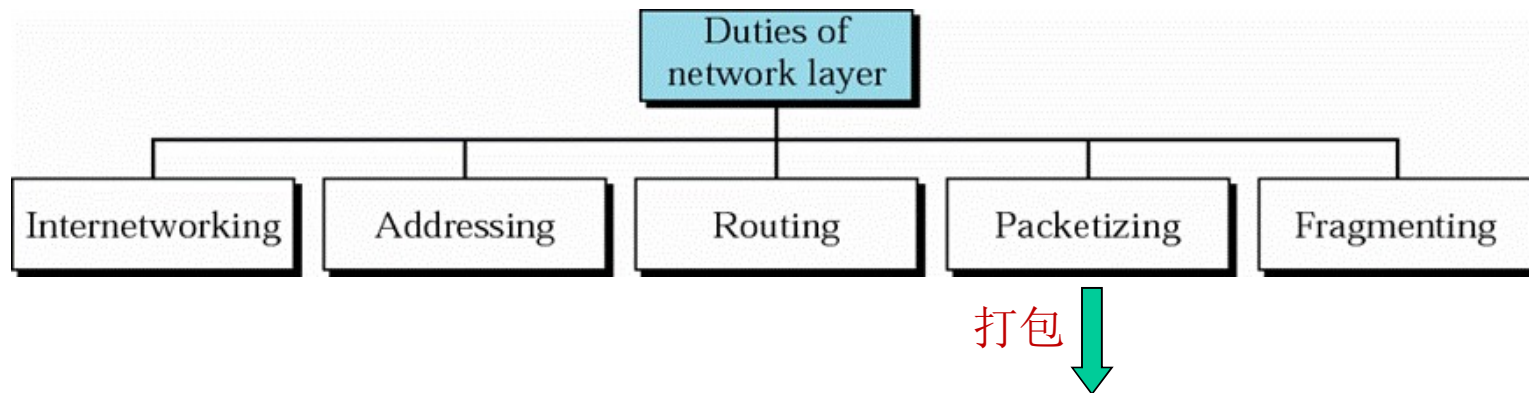 Duties of
network layer
Internetworking
Addressing
Routing
Packetizing
Fragmenting
打包